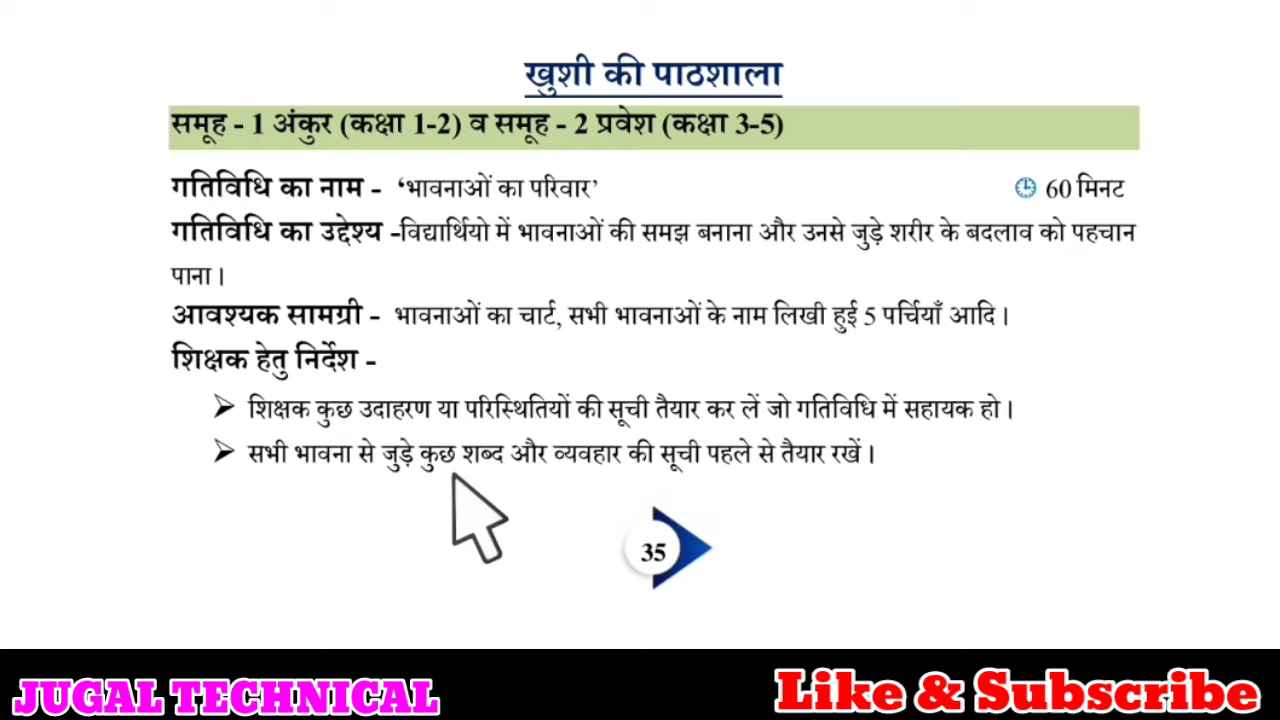 खुशी की पाठशाला
समूह - 1 अंकुर (कक्षा 1-2) व समूह - 2 प्रवेश (कक्षा 3-5)
गतिविधि का नाम - ‘भावनाओं का परिवार’ 60 मिनट
गतिविधि का उद्देश्य -विद्यार्थियो में भावनाओं की समझ बनाना और उनसे जुड़े शरीर के बदलाव को पहचान
पाना।
आवश्यक सामग्री - भावनाओं का चार्ट, सभी भावनाओं के नाम लिखी हुई 5 पर्चियाँ आदि।
शिक्षक हेतु निर्देश -
➢ शिक्षक कुछ उदाहरण या परिस्थितियों की सूची तैयार कर लें जो गतिविधि में सहायक हो।
➢ सभी भावना से जुड़े कुछ शब्द और व्यवहार की सूची पहले से तैयार रखें।
35
JUGAL TECHNICAL Like & Subscribe